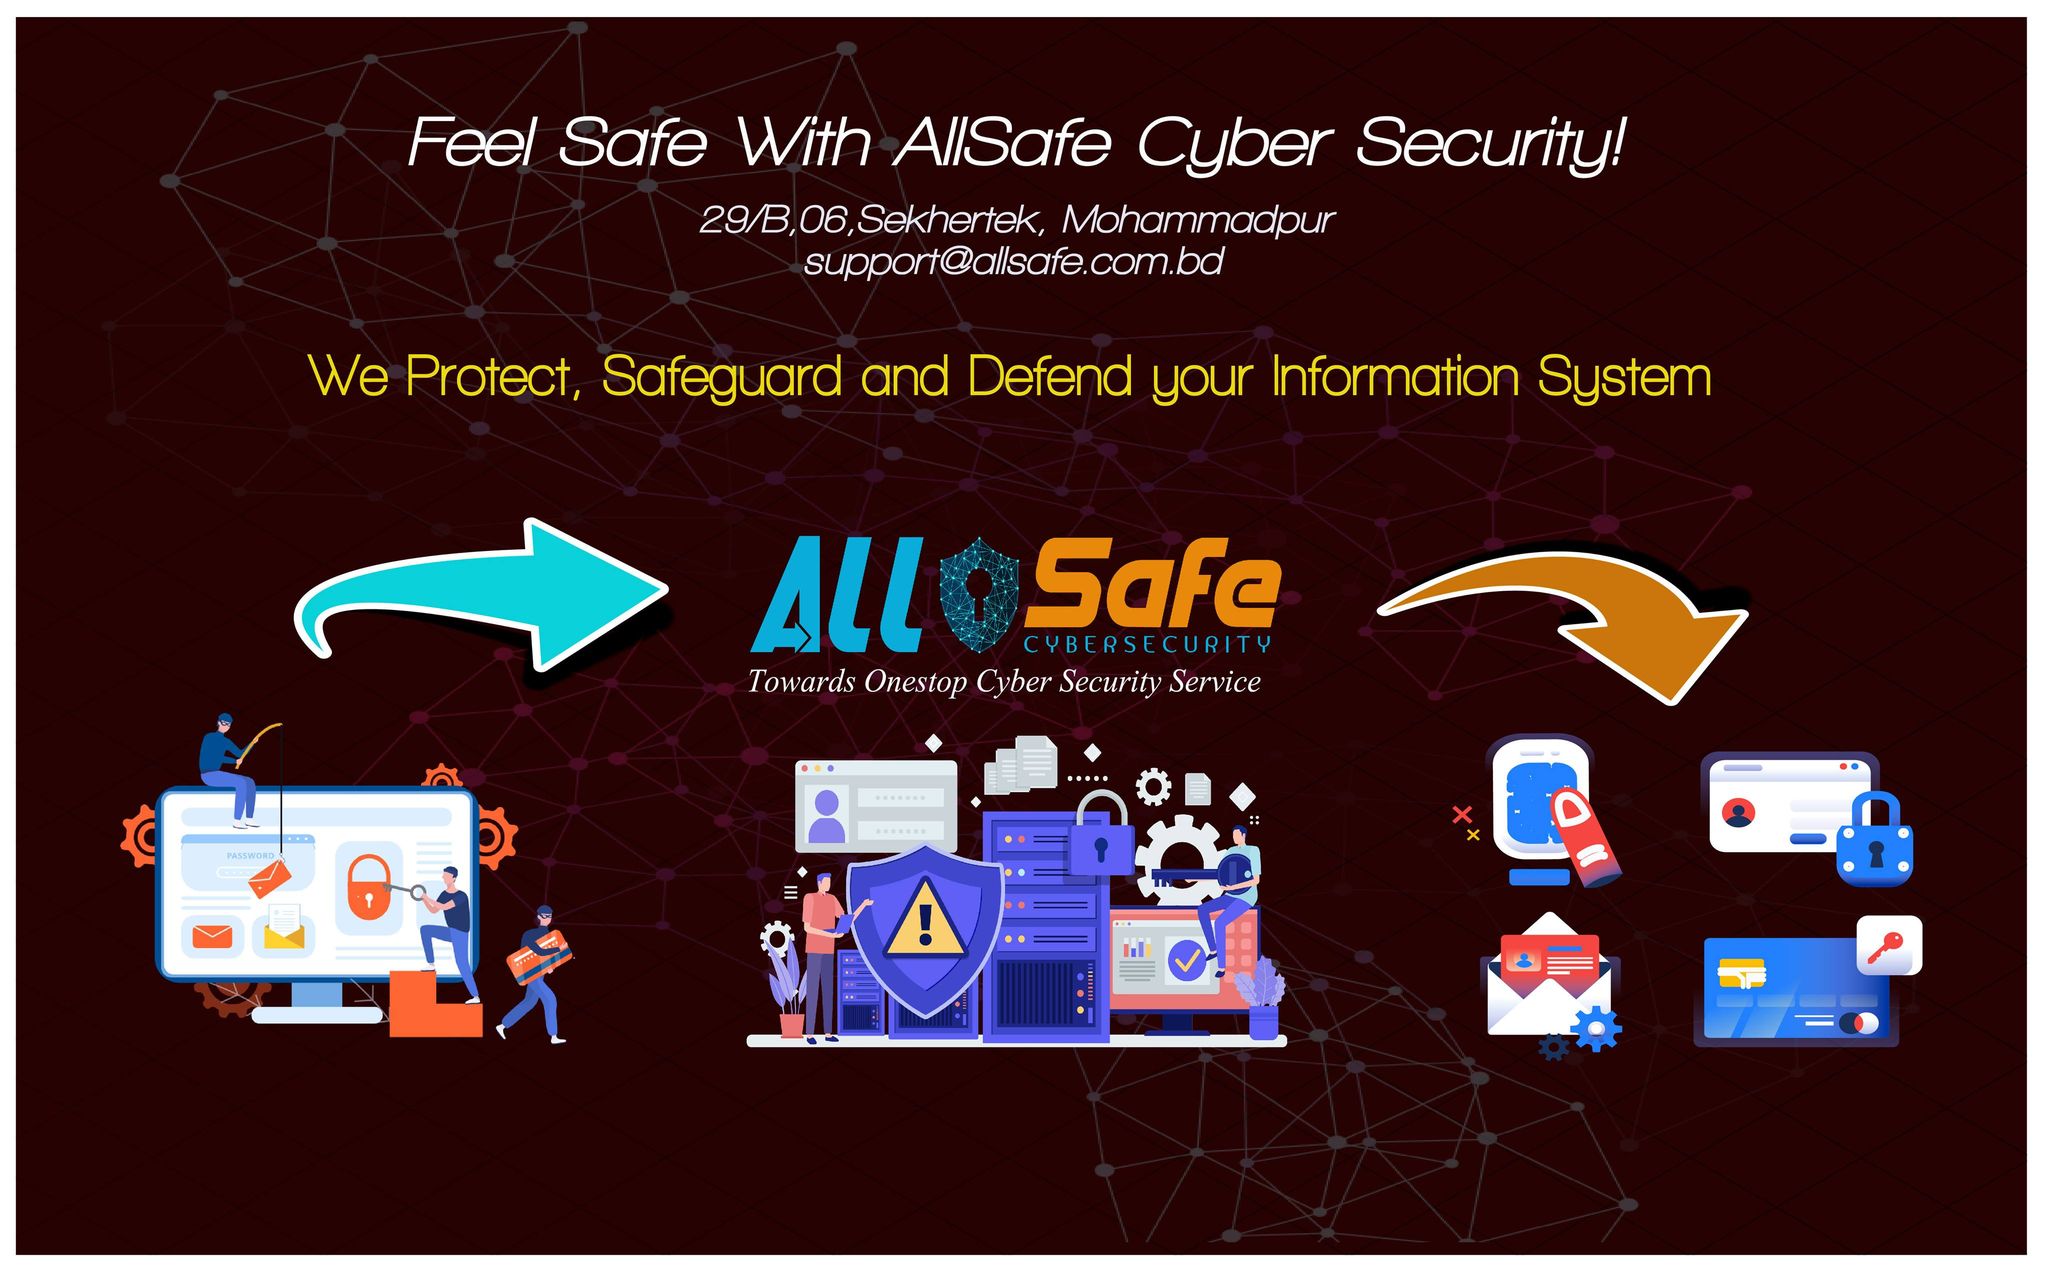 Feel Safe With AllSafe Cyber Security!
29/B,06,Sekhertek, Mohammadpur
support@allsafe.com.bd
We Protect, Safeguard and Defend your Information System
ALL Safe
CYBERSECURITY
Towards Onestop Cyber Security Service
PASSWORD